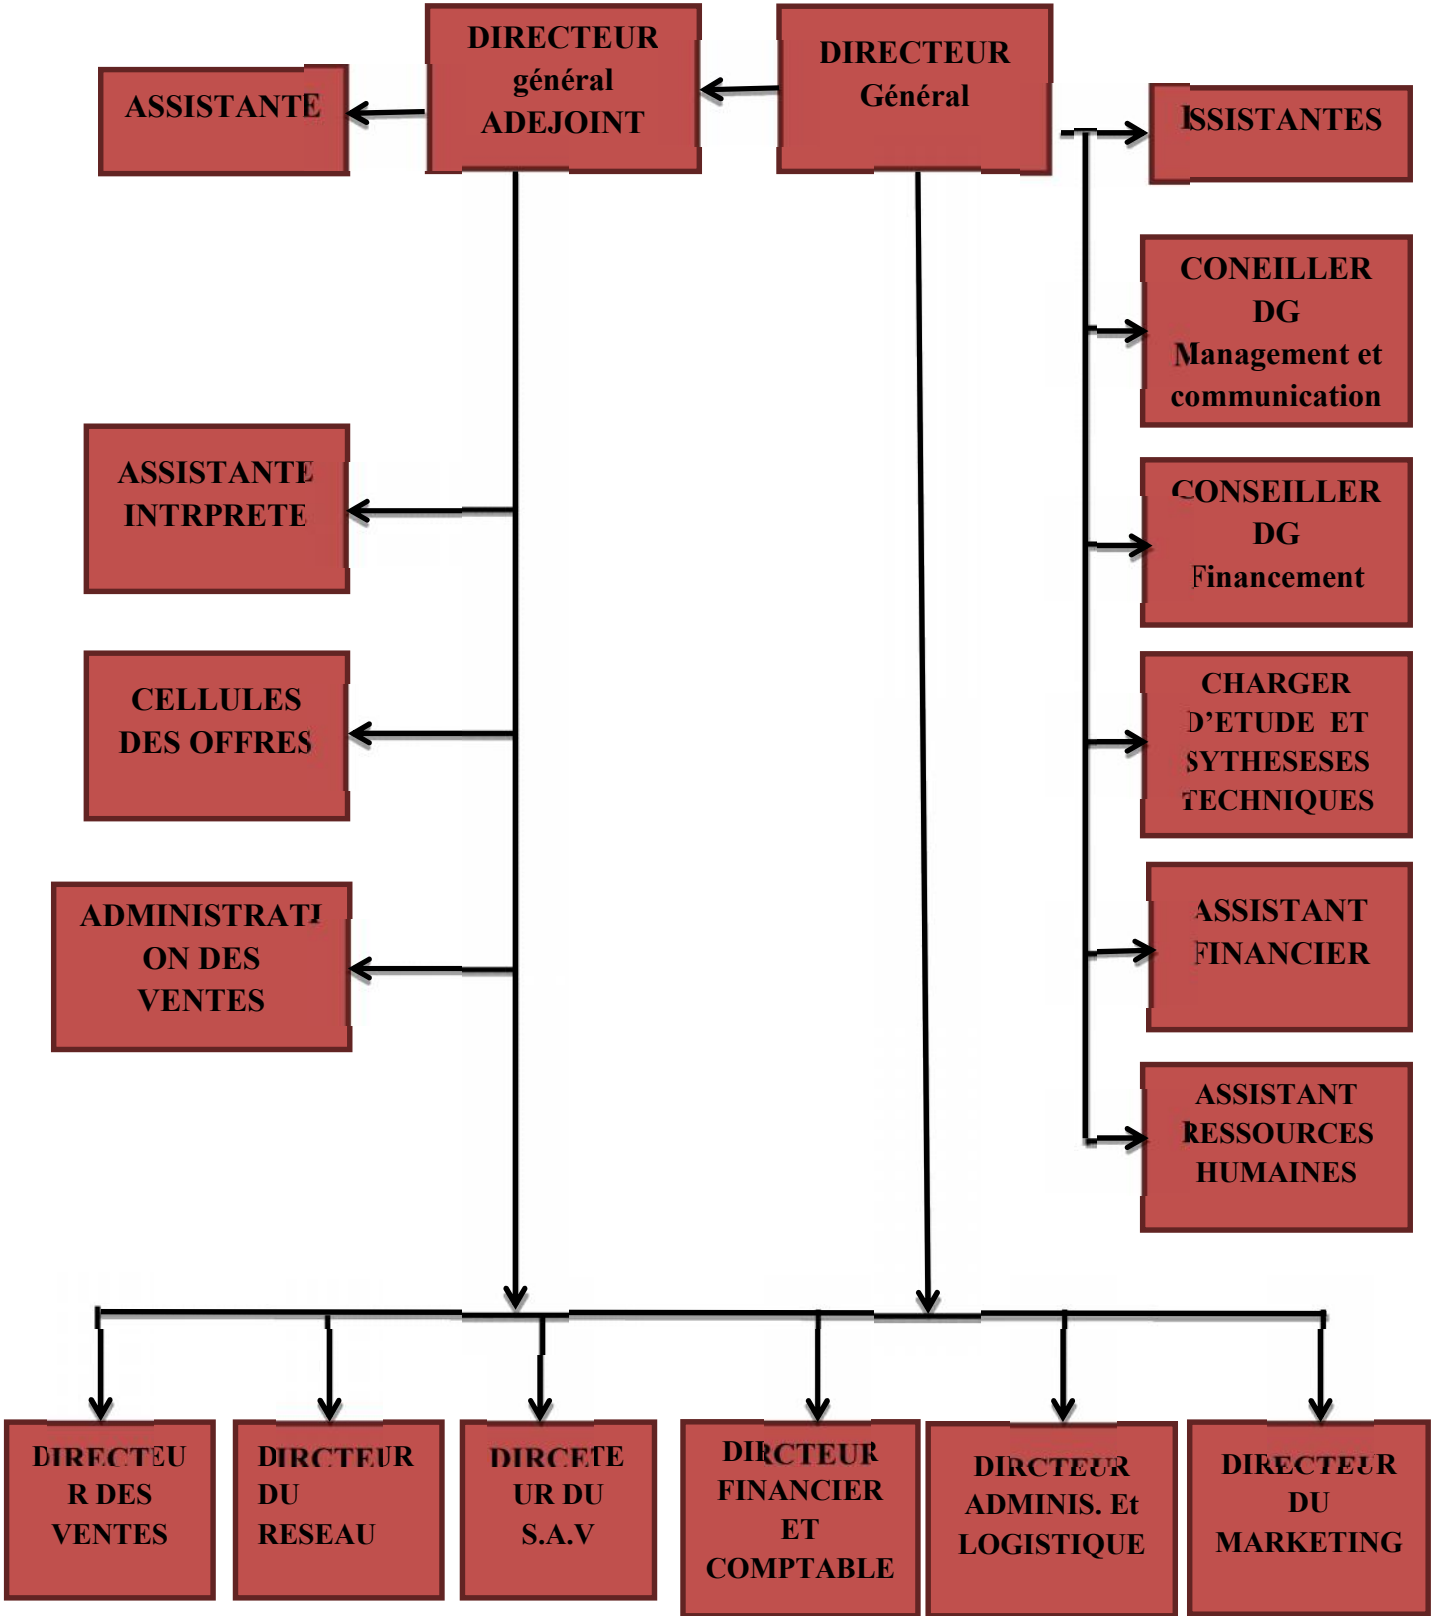 DIRECTEUR
général
ADEJOINT
DIRECTEUR
Général
ASSISTANTE
SSISTANTES
CONEILLER
DG
Management et
communication
ASSISTANTE
INTRPRETE
CONSEILLER
DG
Financement
CELLULES
DES OFFRES
CHARGER
D’ETUDE ET
SYTHESESES
TECHNIQUES
ADMINISTRATI
ON DES
VENTES
ASSISTANT
FINANCIER
ASSISTANT
RESSOURCES
HUMAINES
DIRECTEU
R DES
VENTES
DIRCTEUR
DU
RESEAU
DIRCETE
UR DU
S.A.V
DIRCTEUR
FINANCIER
ET
COMPTABLE
DIRCTEUR
ADMINIS. Et
LOGISTIQUE
DIRECTEUR
DU
MARKETING